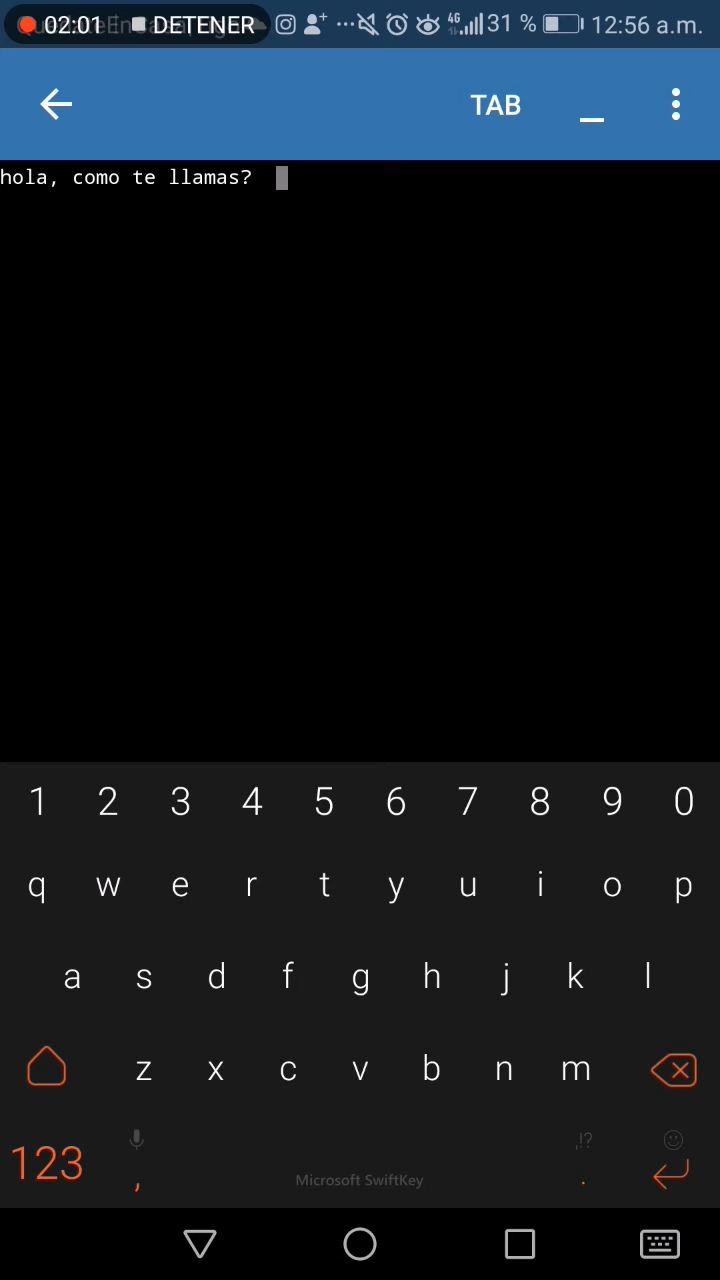 02:01 DETENER ... 4G 31 % 12:56 a.m.
TAB
hola, como te llamas?
1 2 3 4 5 6 7 8 9 0
q w e r t y u i o p
a s d f g h j k l
z x c v b n m
,!?
123 , Microsoft SwiftKey .